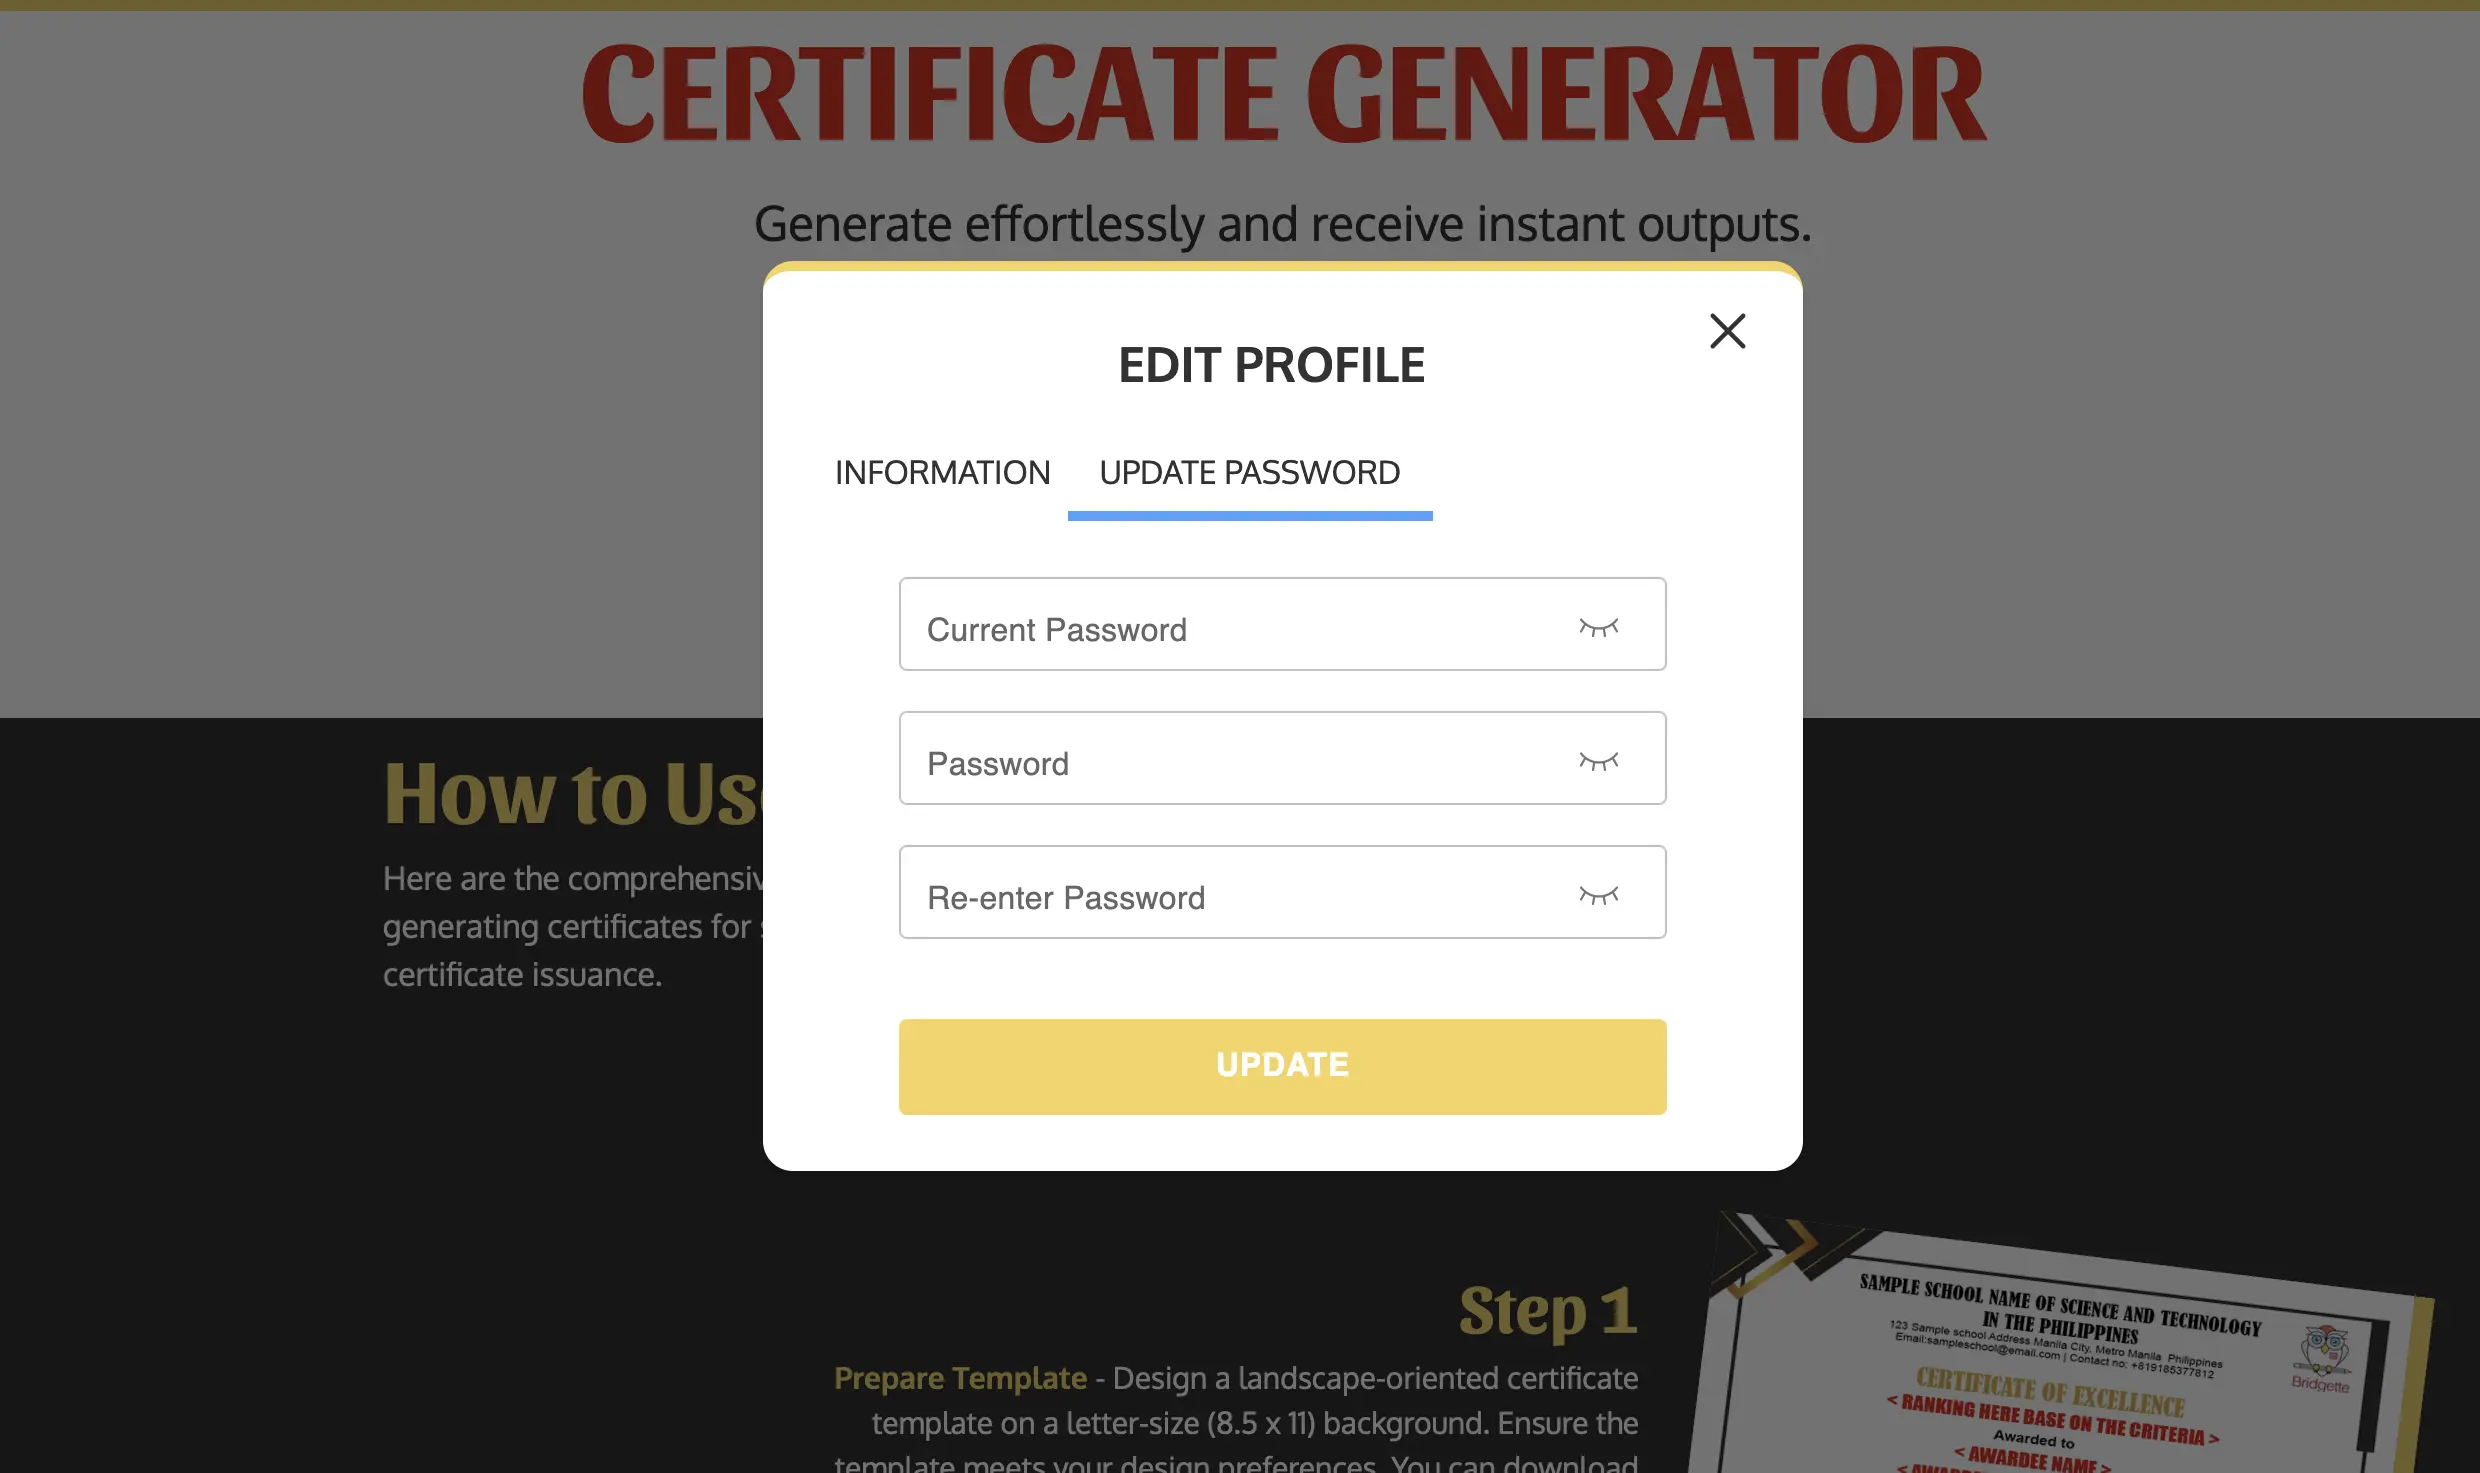 CERTIFICATE GENERATOR
Generate effortlessly and receive instant outputs.
EDIT PROFILE
INFORMATION UPDATE PASSWORD
Current Password
Password
Re-enter Password
UPDATE
How to Us
Here are the comprehensiv
generating certificates for
certificate issuance.
Step 1
Prepare Template - Design a landscape-oriented certificate
template on a letter-size (8.5 x 11) background. Ensure the
template meets your design preferences. You can download
SAMPLE SCHOOL NAME OF SCIENCE AND TECHNOLOGY
IN THE PHILIPPINES
123 Sample school Address Manila City, Metro Manila Philippines
Email:sampleschool@email.com | Contact no: +819185377812
Bridgette
CERTIFICATE OF EXCELLENCE
< RANKING HERE BASE ON THE CRITERIA >
Awarded to
< AWARDEE NAME >